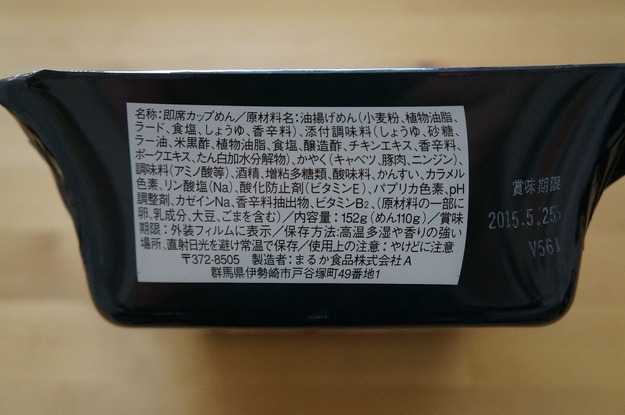 名称:即席カップめん／原材料名:油揚げめん(小麦粉、植物油脂、
ラード、食塩、しょうゆ、香辛料)、添付調味料(しょうゆ、砂糖、
ラー油、米黒酢、植物油脂、食塩、醸造酢、チキンエキス、香辛料、
ポークエキス、たん白加水分解物)、かやく(キャベツ、豚肉、ニンジン)、
調味料(アミノ酸等)、酒精、増粘多糖類、酸味料、かんすい、カラメル
色素、リン酸塩(Na)、酸化防止剤(ビタミンE)、パプリカ色素、pH
調整剤、カゼインNa、香辛料抽出物、ビタミンB₂、(原材料の一部に
卵、乳成分、大豆、ごまを含む)／内容量:152g(めん110g)／賞味
期限:外装フィルムに表示／保存方法:高温多湿や香りの強い
場所、直射日光を避け常温で保存／使用上の注意:やけどに注意
〒372-8505 製造者:まるか食品株式会社A
群馬県伊勢崎市戸谷塚町49番地1
賞味期限
2015.5.25
V56